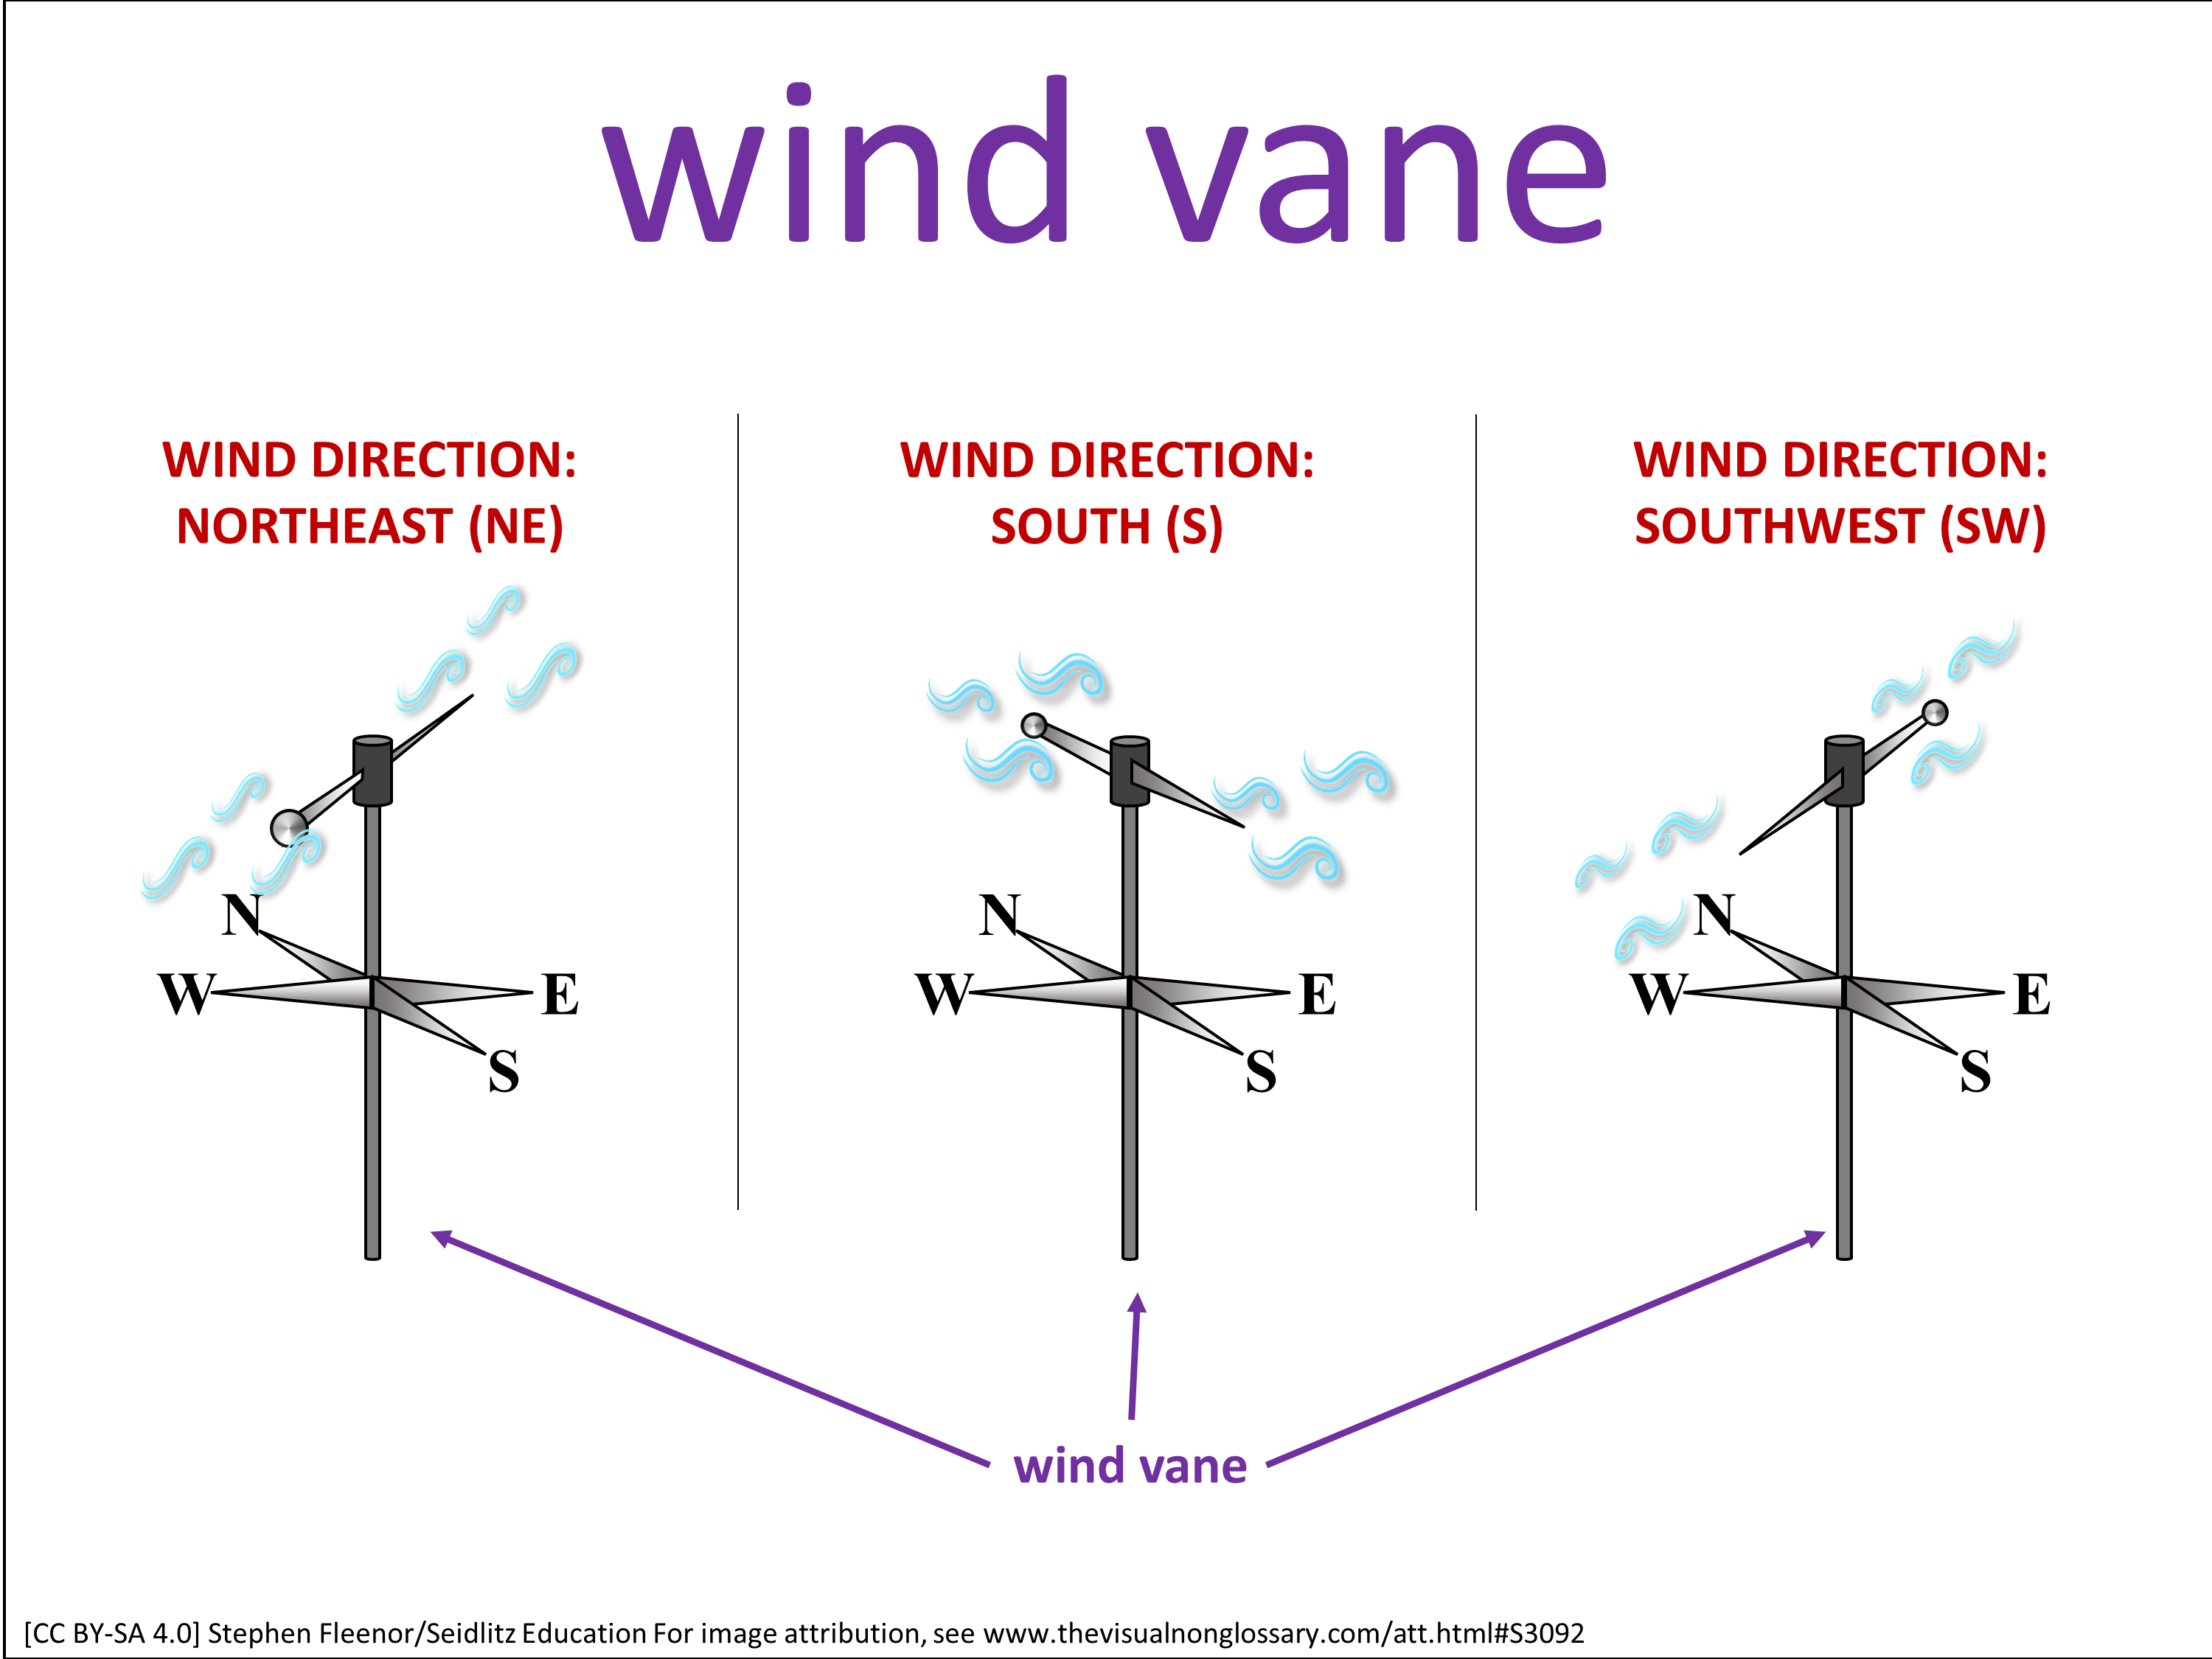 wind vane
WIND DIRECTION:
NORTHEAST (NE)
WIND DIRECTION:
SOUTH (S)
WIND DIRECTION:
SOUTHWEST (SW)
N
W
E
S
N
W
E
S
N
W
E
S
wind vane
[CC BY-SA 4.0] Stephen Fleenor/Seidlitz Education For image attribution, see www.thevisualnonglossary.com/att.html#S3092